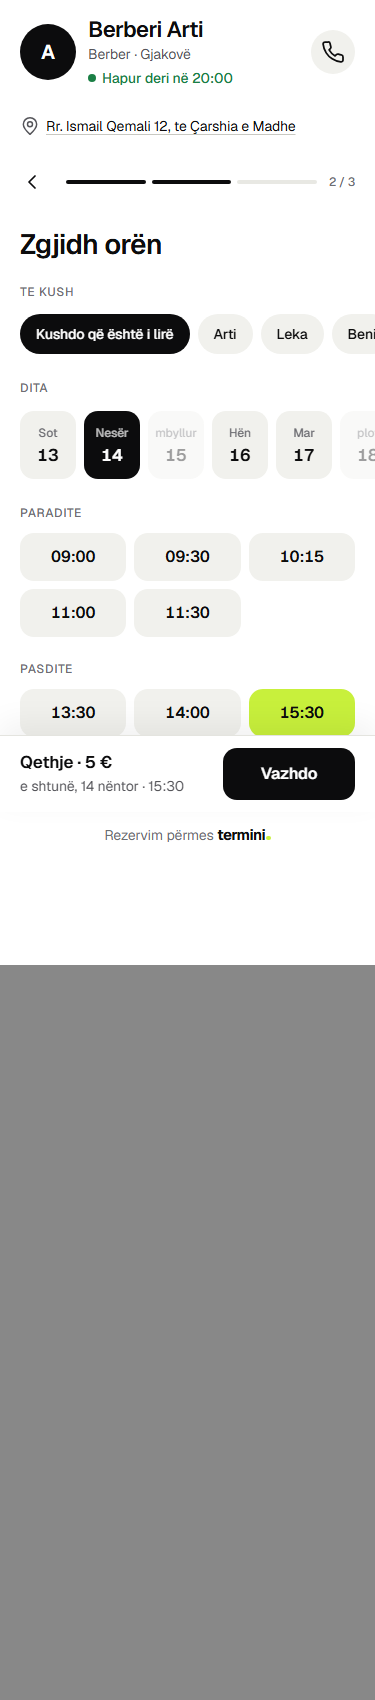 A
Berberi Arti
Berber · Gjakovë
Hapur deri në 20:00
Rr. Ismail Qemali 12, te Çarshia e Madhe
2 / 3
Zgjidh orën
TE KUSH
Kushdo që është i lirë Arti Leka Beni
DITA
Sot Nesër mbyllur Hën Mar
13 14 15 16 17 18
PARADITE
09:00 09:30 10:15
11:00 11:30
PASDITE
13:30 14:00 15:30
Qethje · 5 €
e shtunë, 14 nëntor · 15:30
Vazhdo
Rezervim përmes termini.